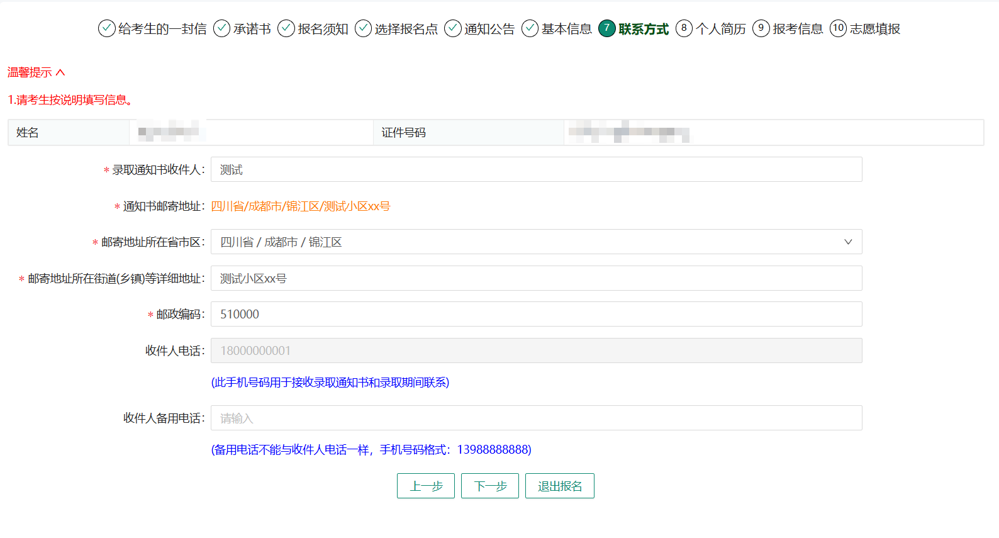 给考生的一封信 承诺书 报名须知 选择报名点 通知公告 基本信息 7 联系方式 8 个人简历 9 报考信息 10 志愿填报
温馨提示
1.请考生按说明填写信息。
姓名 证件号码
* 录取通知书收件人: 测试
* 通知书邮寄地址: 四川省/成都市/锦江区/测试小区xx号
* 邮寄地址所在省市区: 四川省 / 成都市 / 锦江区
* 邮寄地址所在街道(乡镇)等详细地址: 测试小区xx号
* 邮政编码: 510000
收件人电话: 18000000001
(此手机号码用于接收录取通知书和录取期间联系)
收件人备用电话: 请输入
(备用电话不能与收件人电话一样，手机号码格式：13988888888)
上一步 下一步 退出报名